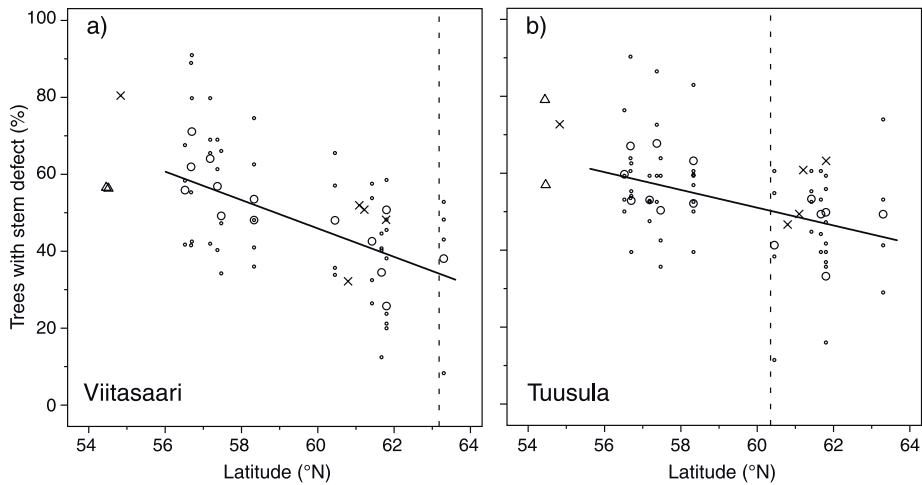 a)
b)
100
80
60
40
20
0
Trees with stem defect (%)
Viitasaari
Tuusula
54 56 58 60 62 64
54 56 58 60 62 64
Latitude (°N)
Latitude (°N)